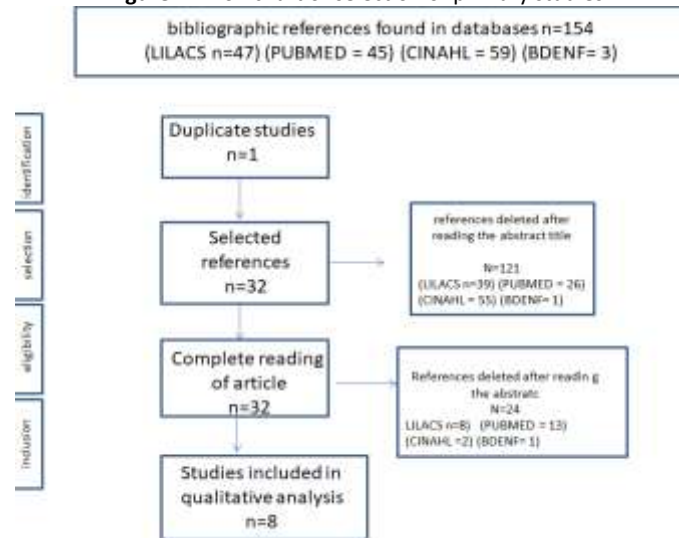 bibliographic references found in databases n=154
(LILACS n=47) (PUBMED = 45) (CINAHL = 59) (BDENF= 3)
identification
Duplicate studies
n=1
selection
Selected
references
n=32
references deleted after
reading the abstract title
N=121
(LILACS n=39) (PUBMED = 26)
(CINAHL = 55) (BDENF= 1)
eligibility
Complete reading
of article
n=32
References deleted after readin g
the abstratc
N=24
LILACS n=8) (PUBMED = 13)
(CINAHL =2) (BDENF= 1)
inclusion
Studies included in
qualitative analysis
n=8